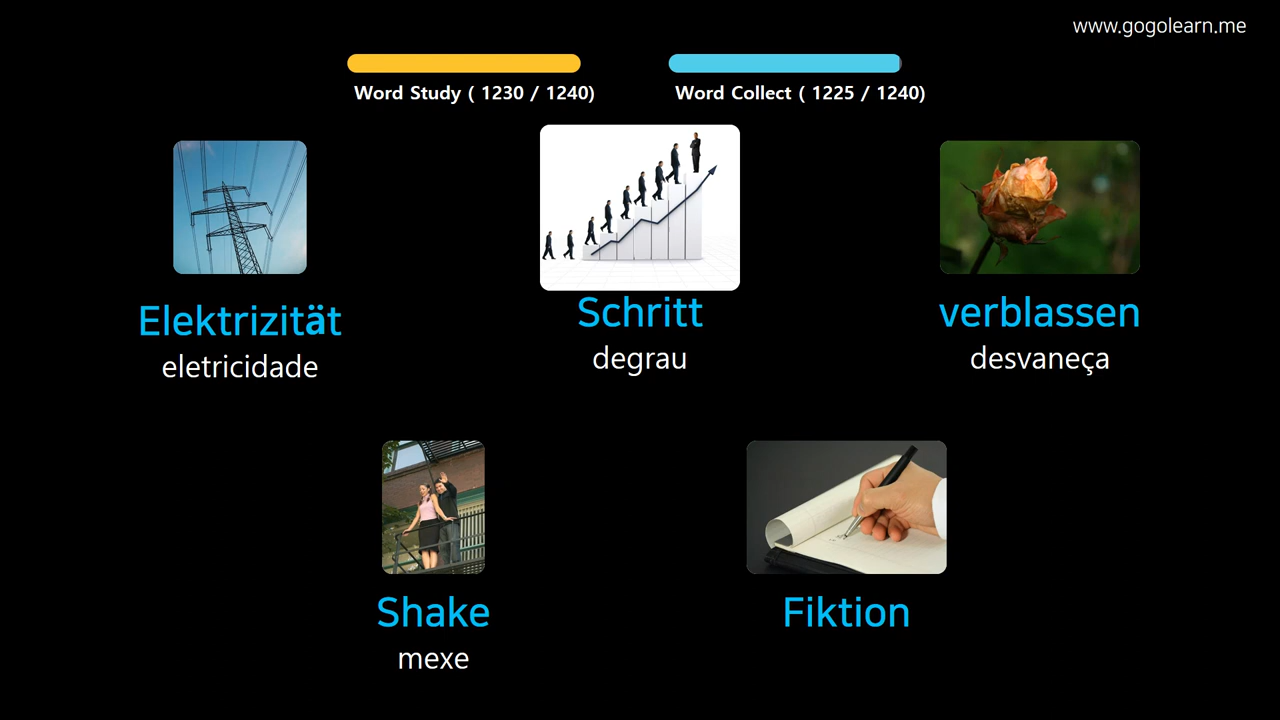 www.gogolearn.me
Word Study ( 1230 / 1240)
Word Collect ( 1225 / 1240)
Elektrizität
eletricidade
Schritt
degrau
verblassen
desvaneça
Shake
mexe
Fiktion